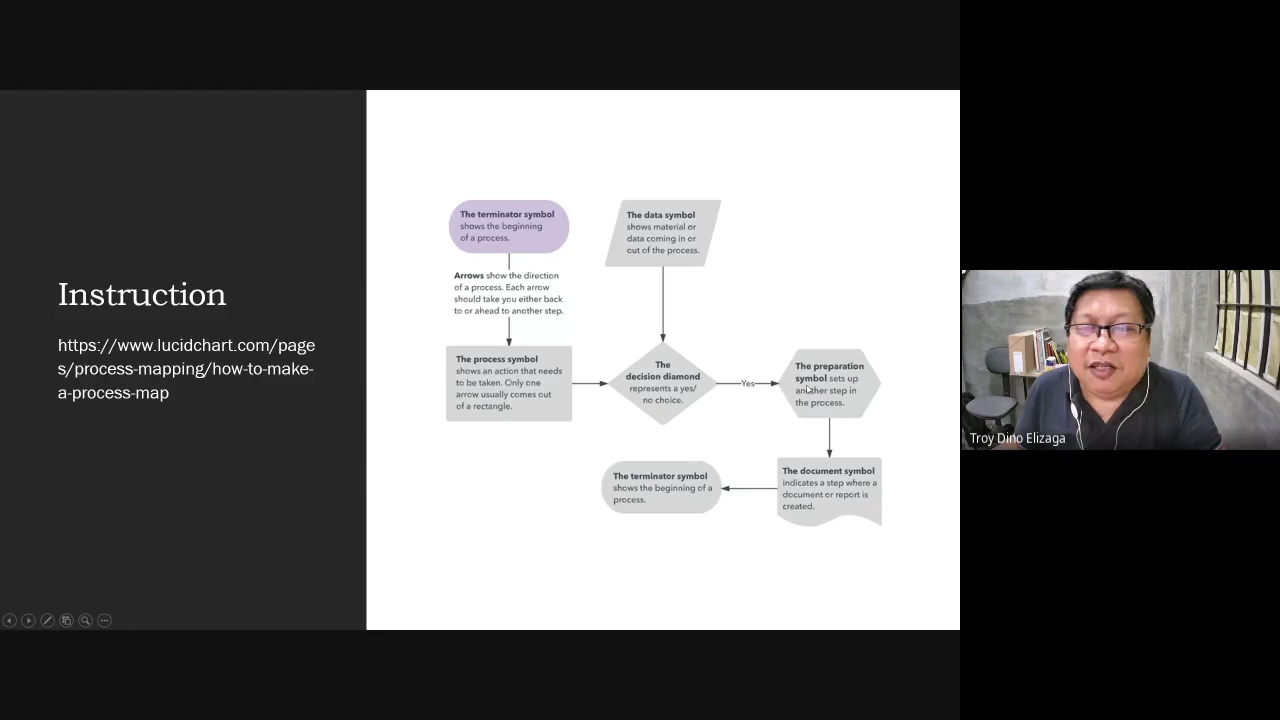 Instruction
https://www.lucidchart.com/page
s/process-mapping/how-to-make-
a-process-map
The terminator symbol
shows the beginning
of a process.
Arrows show the direction
of a process. Each arrow
should take you either back
to or ahead to another step.
The process symbol
shows an action that needs
to be taken. Only one
arrow usually comes out
of a rectangle.
The data symbol
shows material or
data coming in or
out of the process.
The
decision diamond
represents a yes/
no choice.
Yes
The preparation
symbol sets up
another step in
the process.
The document symbol
indicates a step where a
document or report is
created.
The terminator symbol
shows the beginning of a
process.
Troy Dino Elizaga